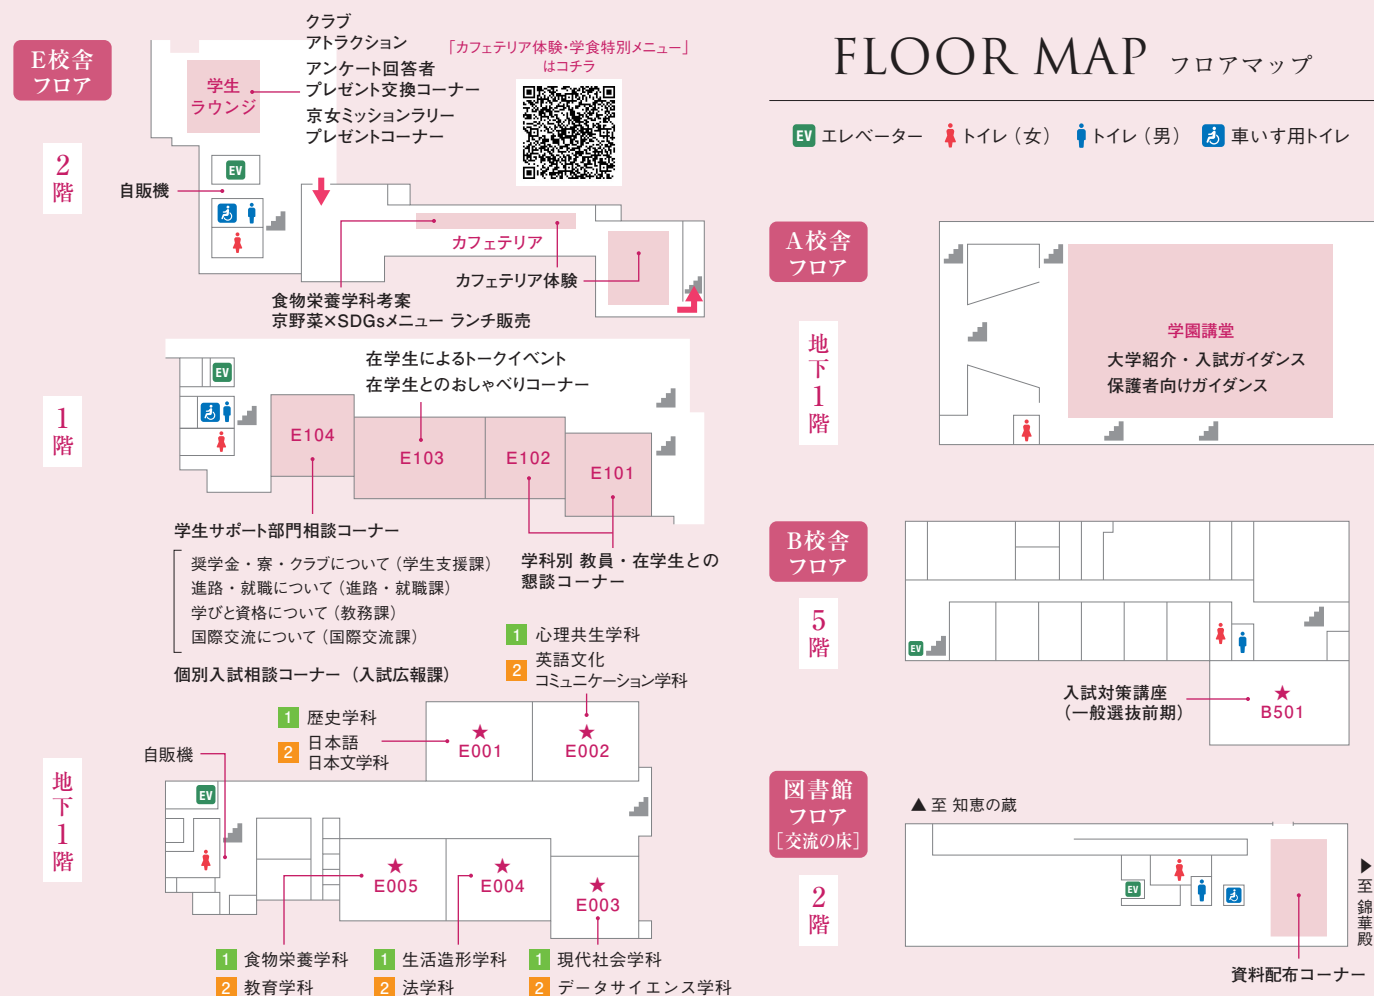 FLOOR MAP フロアマップ
EV エレベーター トイレ（女） トイレ（男） 車いす用トイレ
E校舎
フロア
2階
学生
ラウンジ
クラブ
アトラクション
アンケート回答者
プレゼント交換コーナー
京女ミッションラリー
プレゼントコーナー
「カフェテリア体験・学食特別メニュー」
はコチラ
EV
自販機
カフェテリア
カフェテリア体験
食物栄養学科考案
京野菜×SDGsメニュー ランチ販売
1階
EV
在学生によるトークイベント
在学生とのおしゃべりコーナー
E104
E103
E102
E101
学生サポート部門相談コーナー
奨学金・寮・クラブについて（学生支援課）
進路・就職について（進路・就職課）
学びと資格について（教務課）
国際交流について（国際交流課）
個別入試相談コーナー（入試広報課）
学科別 教員・在学生との
懇談コーナー
地下1階
1 心理共生学科
2 英語文化
コミュニケーション学科
1 歴史学科
2 日本語
日本文学科
自販機
EV
★
E001
★
E002
★
E005
★
E004
★
E003
1 食物栄養学科
2 教育学科
1 生活造形学科
2 法学科
1 現代社会学科
2 データサイエンス学科
A校舎
フロア
地下1階
学園講堂
大学紹介・入試ガイダンス
保護者向けガイダンス
B校舎
フロア
5階
EV
入試対策講座
（一般選抜前期）
★
B501
図書館
フロア
［交流の床］
2階
▲至 知恵の蔵
EV
▶至 錦華殿
資料配布コーナー